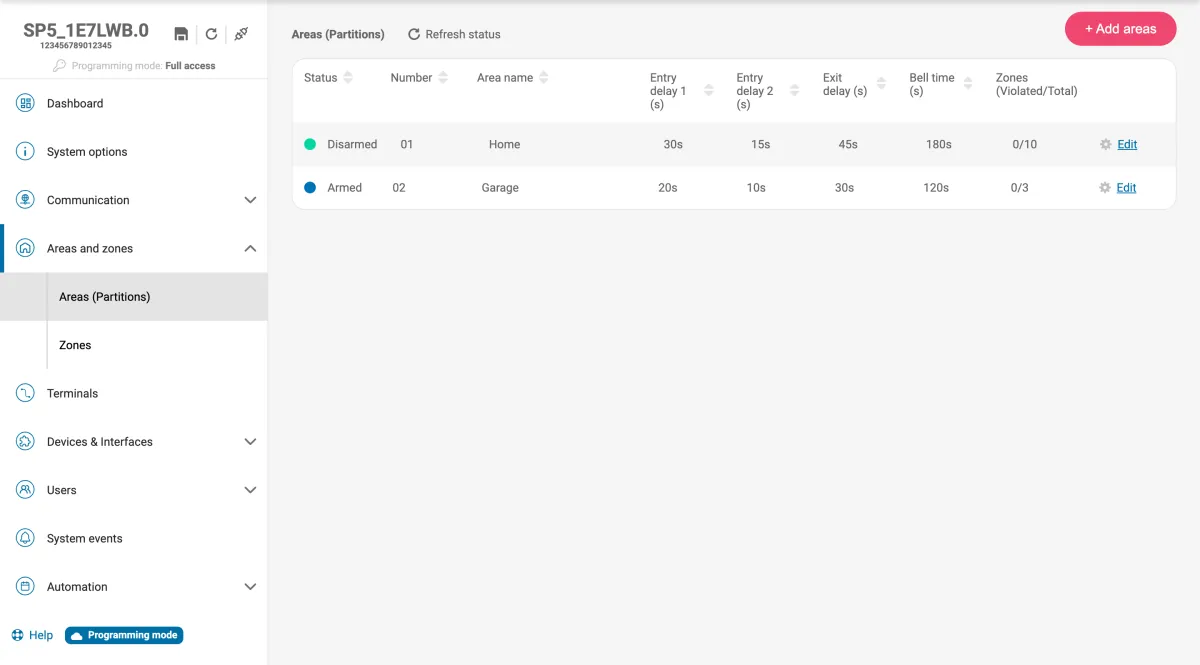 SP5_1E7LWB.0
123456789012345
Programming mode: Full access
Dashboard
System options
Communication
Areas and zones
Areas (Partitions)
Zones
Terminals
Devices & Interfaces
Users
System events
Automation
Help
Programming mode
Areas (Partitions) Refresh status
+ Add areas
Status Number Area name Entry delay 1 (s) Entry delay 2 (s) Exit delay (s) Bell time (s) Zones (Violated/Total)
Disarmed 01 Home 30s 15s 45s 180s 0/10 Edit
Armed 02 Garage 20s 10s 30s 120s 0/3 Edit